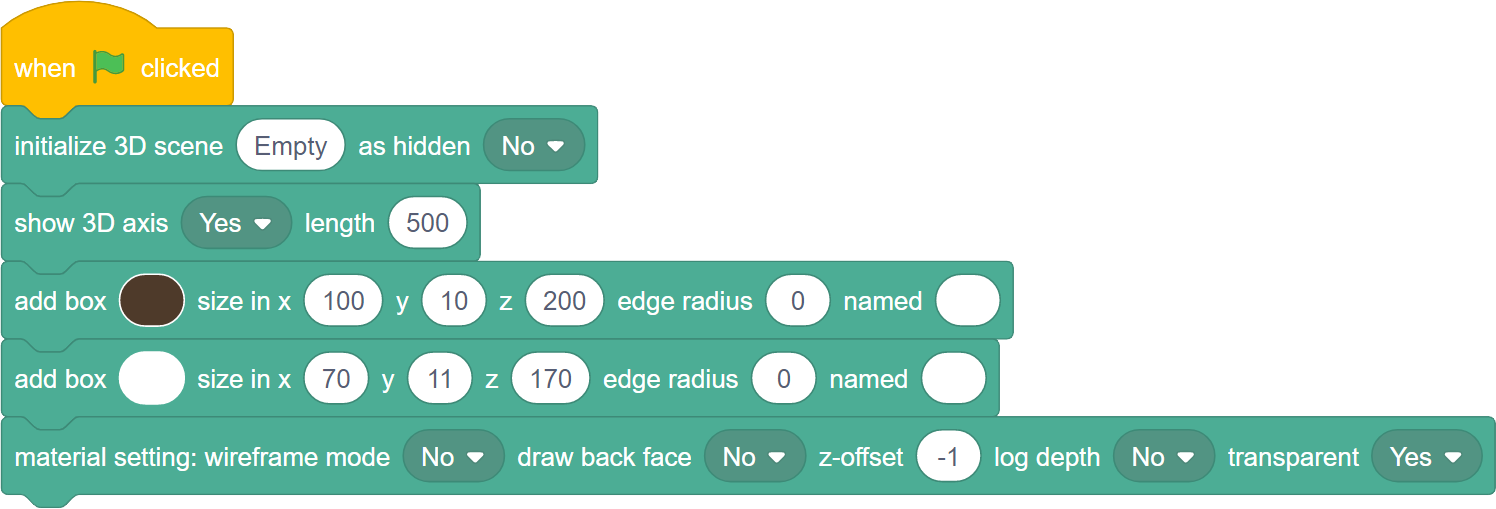 when clicked
initialize 3D scene Empty as hidden No
show 3D axis Yes length 500
add box size in x 100 y 10 z 200 edge radius 0 named
add box size in x 70 y 11 z 170 edge radius 0 named
material setting: wireframe mode No draw back face No z-offset -1 log depth No transparent Yes